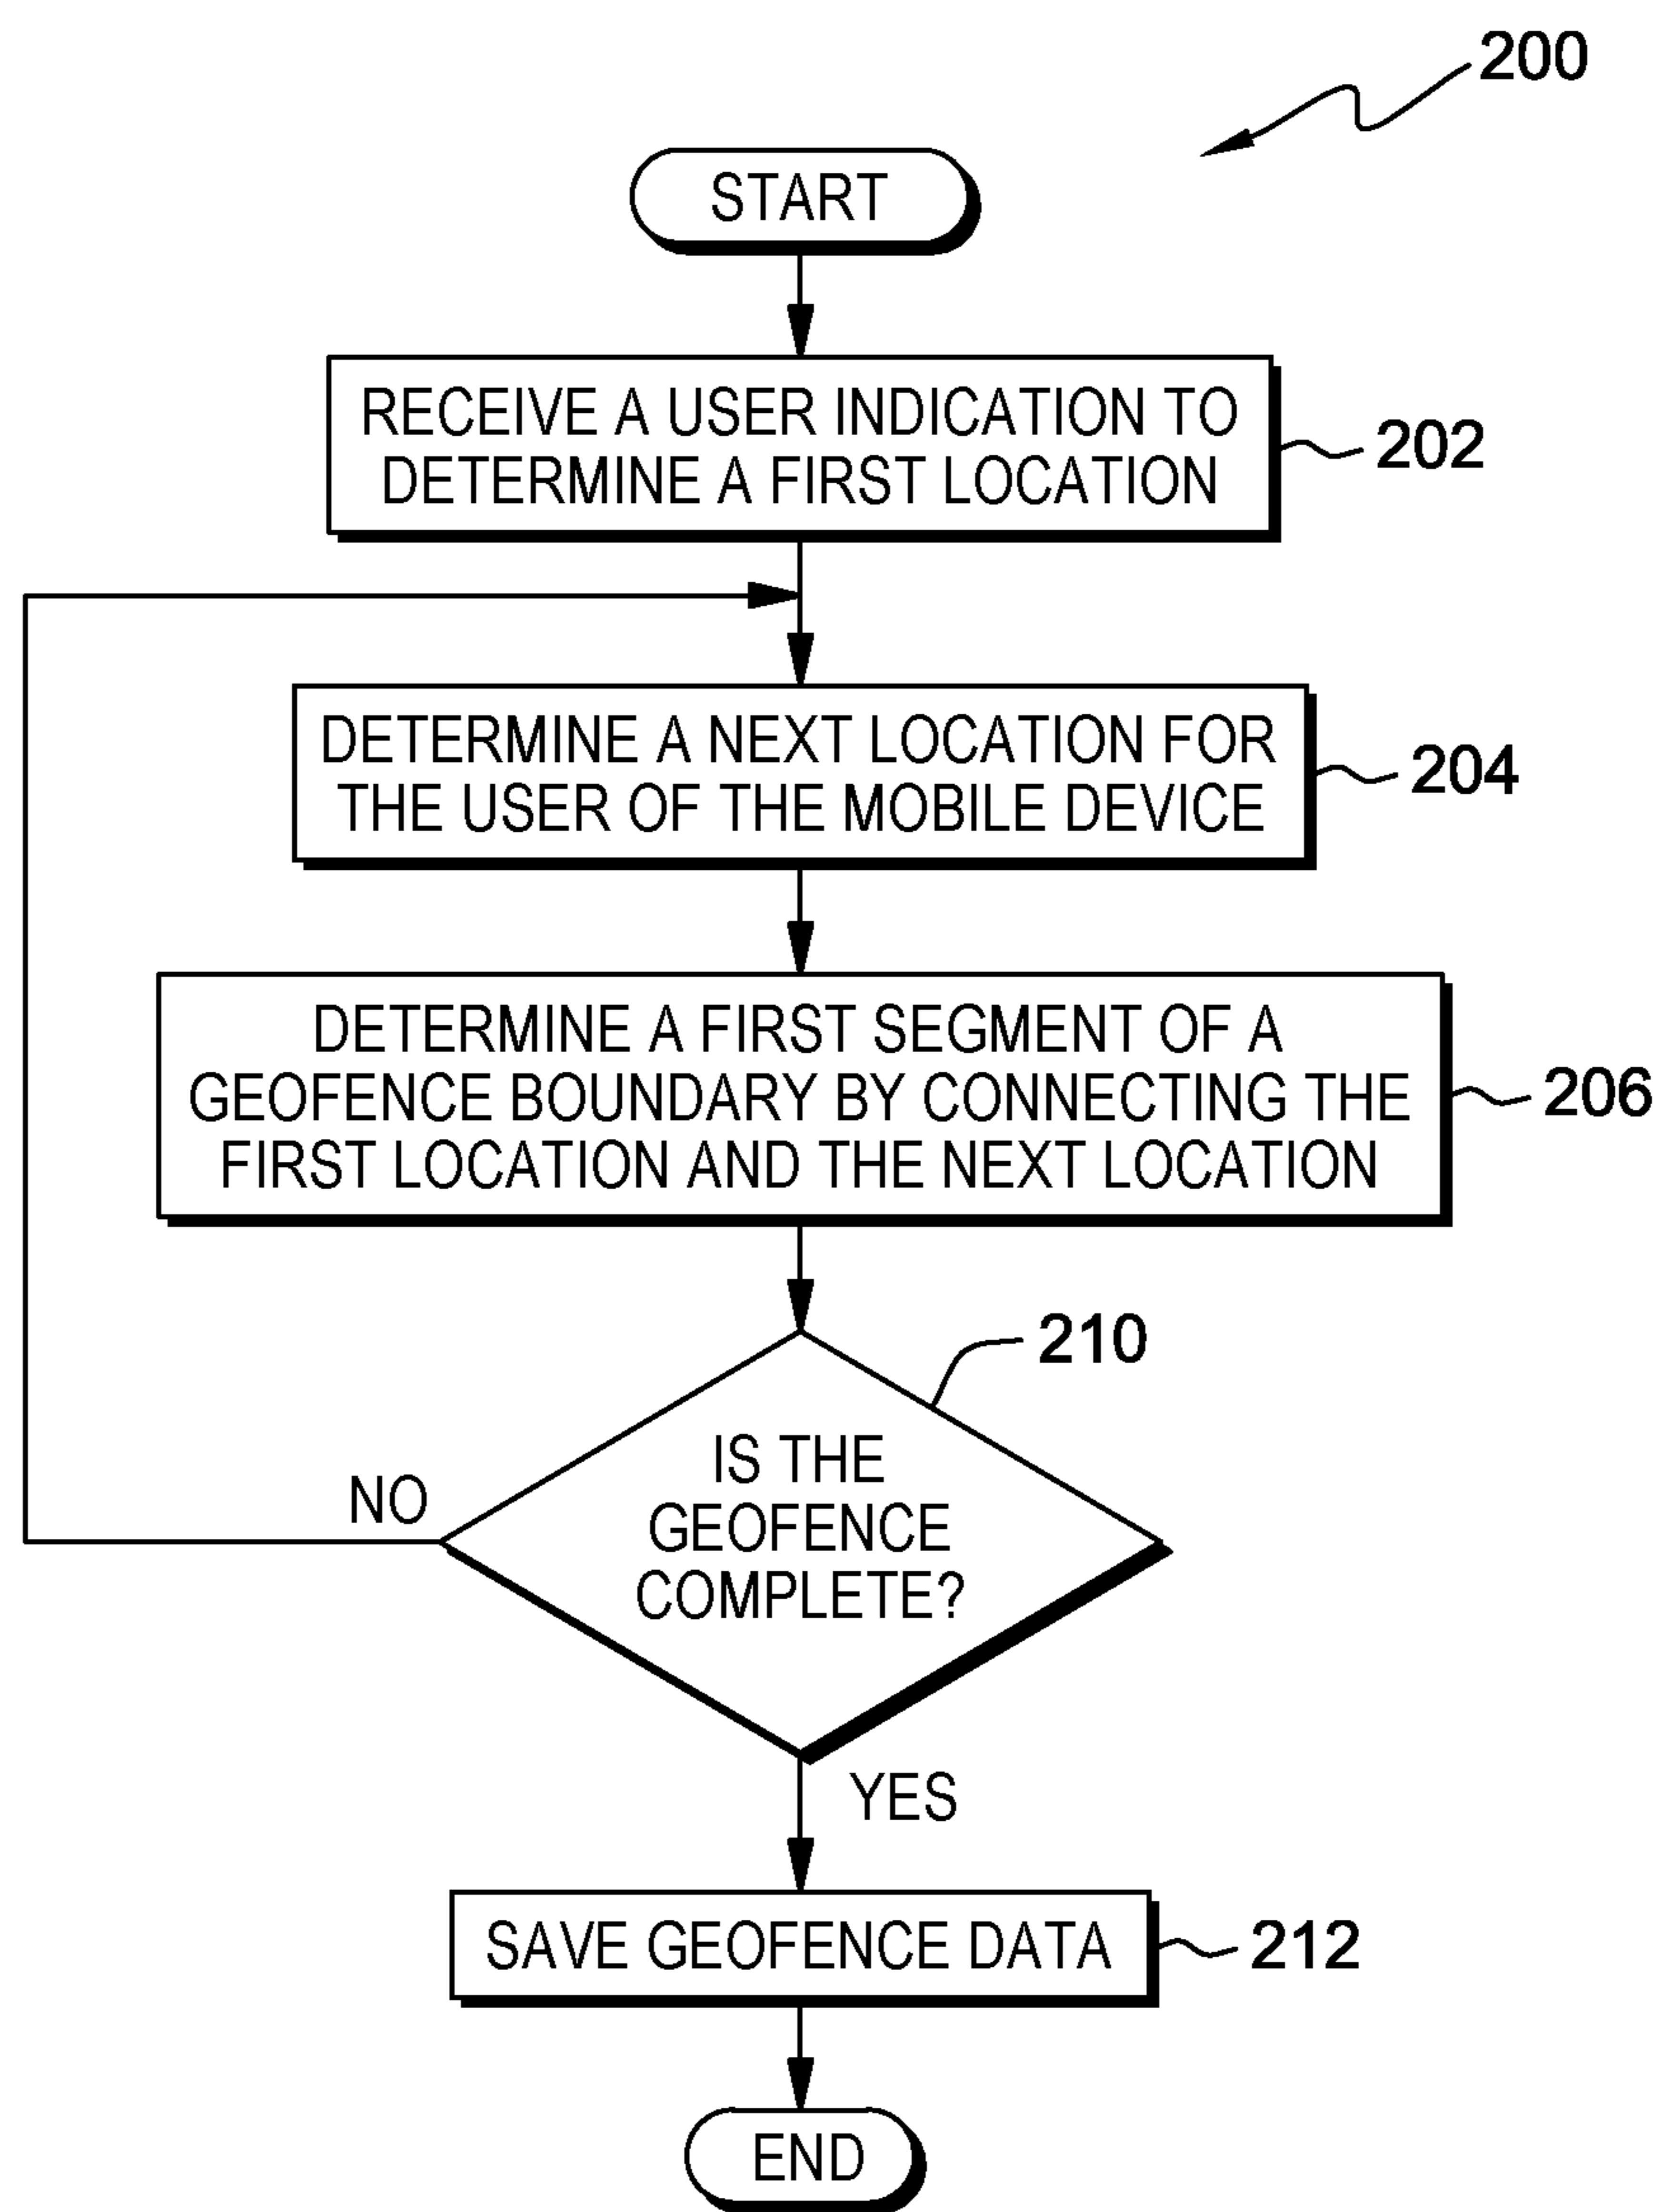 200
START
RECEIVE A USER INDICATION TO
DETERMINE A FIRST LOCATION
202
DETERMINE A NEXT LOCATION FOR
THE USER OF THE MOBILE DEVICE
204
DETERMINE A FIRST SEGMENT OF A
GEOFENCE BOUNDARY BY CONNECTING THE
FIRST LOCATION AND THE NEXT LOCATION
206
210
IS THE
GEOFENCE
COMPLETE?
NO
YES
SAVE GEOFENCE DATA
212
END